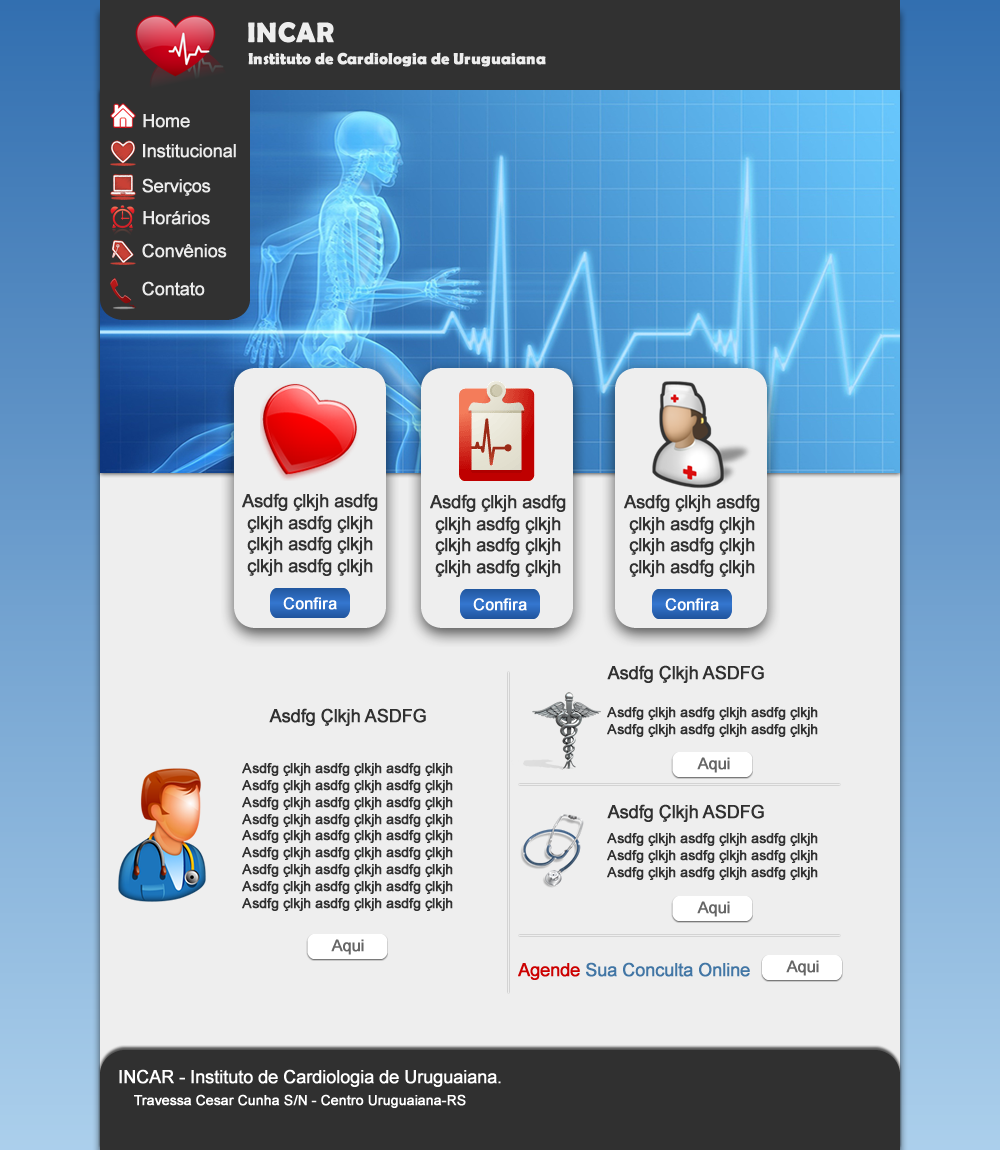 INCAR
Instituto de Cardiologia de Uruguaiana
Home
Institucional
Serviços
Horários
Convênios
Contato
Asdfg çlkjh asdfg
çlkjh asdfg çlkjh
çlkjh asdfg çlkjh
çlkjh asdfg çlkjh
Confira
Asdfg çlkjh asdfg
çlkjh asdfg çlkjh
çlkjh asdfg çlkjh
çlkjh asdfg çlkjh
Confira
Asdfg çlkjh asdfg
çlkjh asdfg çlkjh
çlkjh asdfg çlkjh
çlkjh asdfg çlkjh
Confira
Asdfg Çlkjh ASDFG
Asdfg çlkjh asdfg çlkjh asdfg çlkjh
Asdfg çlkjh asdfg çlkjh asdfg çlkjh
Asdfg çlkjh asdfg çlkjh asdfg çlkjh
Asdfg çlkjh asdfg çlkjh asdfg çlkjh
Asdfg çlkjh asdfg çlkjh asdfg çlkjh
Asdfg çlkjh asdfg çlkjh asdfg çlkjh
Asdfg çlkjh asdfg çlkjh asdfg çlkjh
Asdfg çlkjh asdfg çlkjh asdfg çlkjh
Asdfg çlkjh asdfg çlkjh asdfg çlkjh
Aqui
Asdfg Çlkjh ASDFG
Asdfg çlkjh asdfg çlkjh asdfg çlkjh
Asdfg çlkjh asdfg çlkjh asdfg çlkjh
Aqui
Asdfg Çlkjh ASDFG
Asdfg çlkjh asdfg çlkjh asdfg çlkjh
Asdfg çlkjh asdfg çlkjh asdfg çlkjh
Asdfg çlkjh asdfg çlkjh asdfg çlkjh
Aqui
Agende Sua Conculta Online Aqui
INCAR - Instituto de Cardiologia de Uruguaiana.
Travessa Cesar Cunha S/N - Centro Uruguaiana-RS